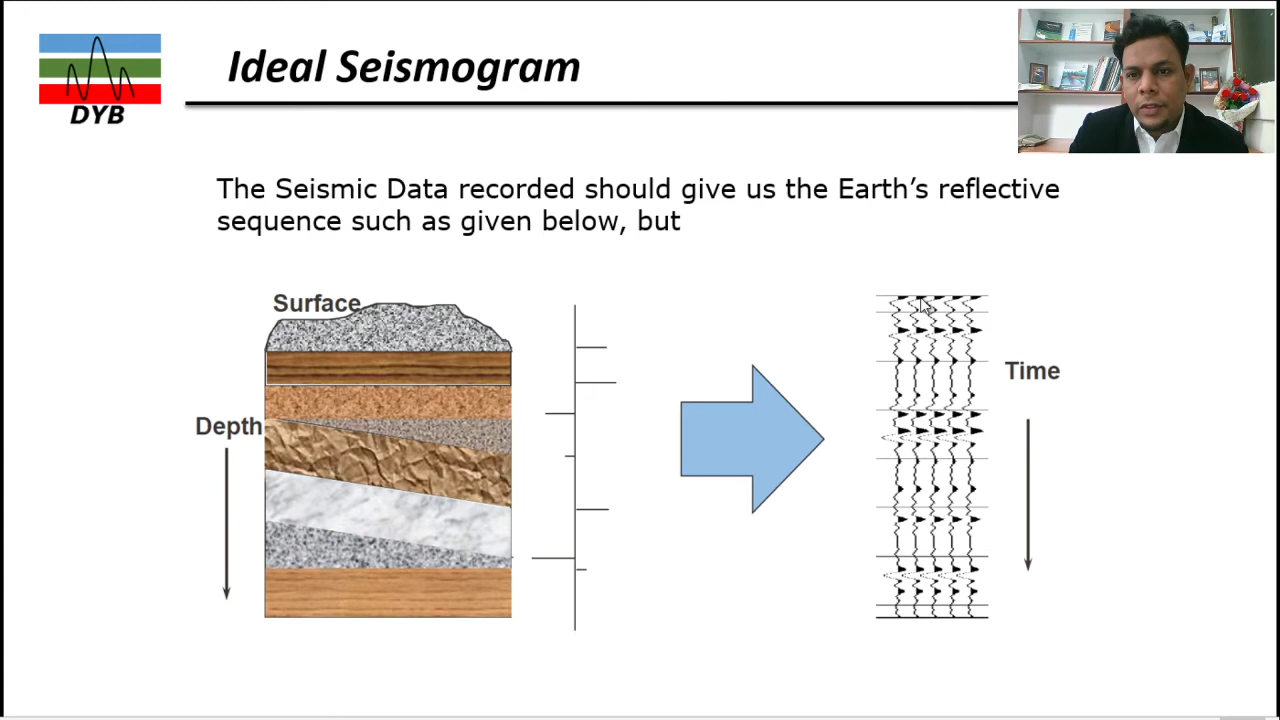 DYB
Ideal Seismogram
The Seismic Data recorded should give us the Earth’s reflective
sequence such as given below, but
Surface
Depth
Time